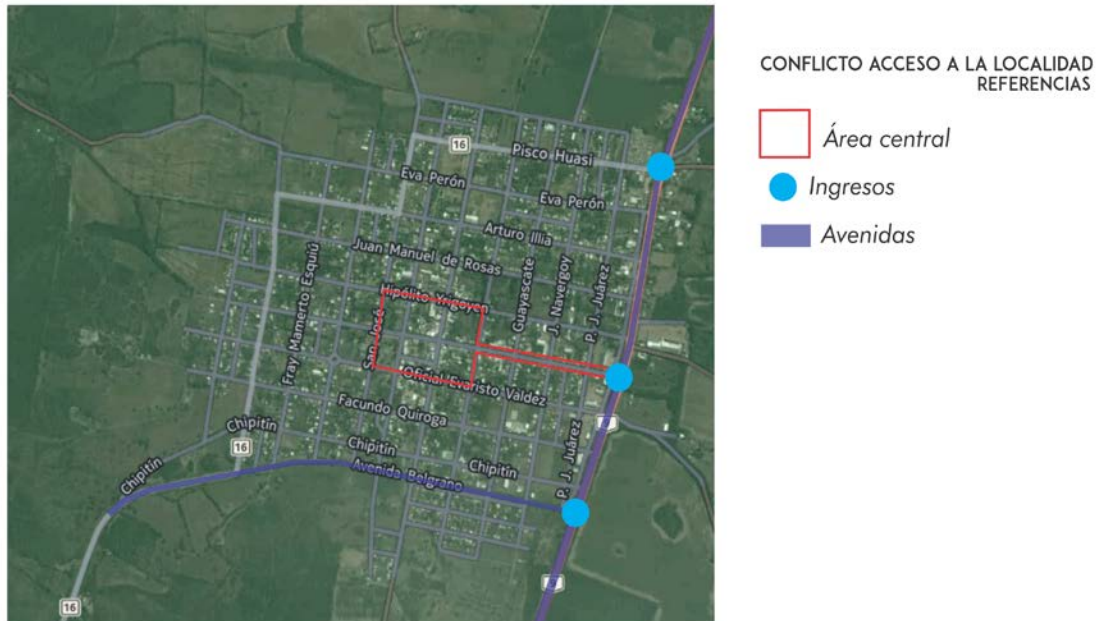 CONFLICTO ACCESO A LA LOCALIDAD
REFERENCIAS
Área central
Ingresos
Avenidas
16
Pisco Huasi
Eva Perón
Eva Perón
Arturo Illia
Juan Manuel de Rosas
Hipólito Yrigoyen
Guayascate
J. Navergoy
P. J. Juárez
Fray Mamerto Esquiú
San José
Oficial Evaristo Valdez
Facundo Quiroga
Chipitín
Chipitín
Chipitín
Chipitín
16
Avenida Belgrano
P. J. Juárez
16